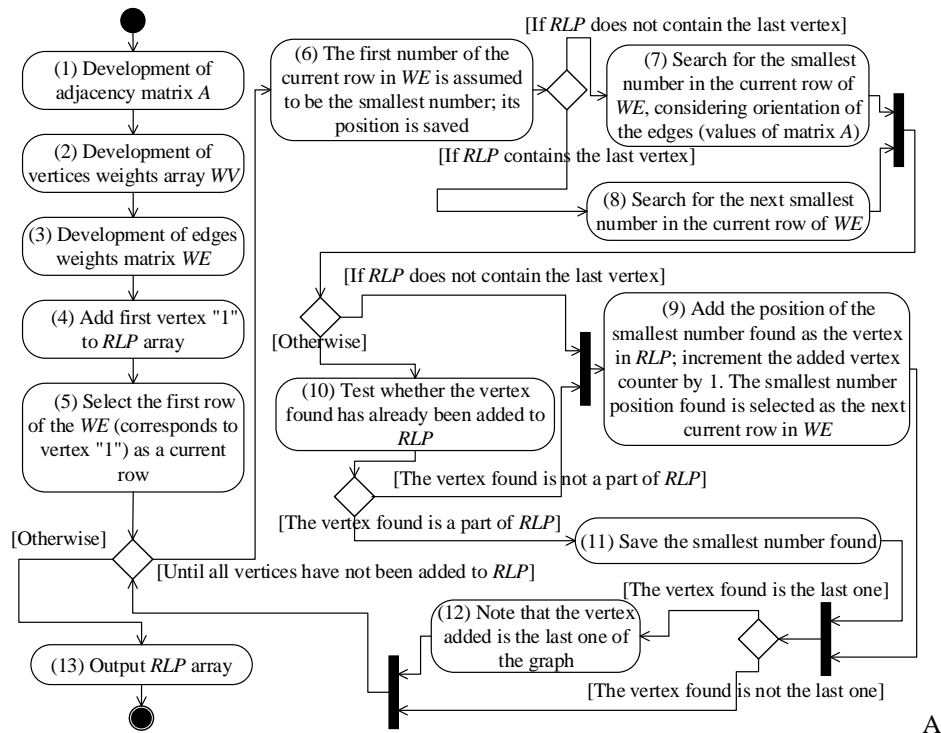 (1) Development of
adjacency matrix A
(2) Development of
vertices weights array WV
(3) Development of edges
weights matrix WE
(4) Add first vertex "1"
to RLP array
(5) Select the first row
of the WE (corresponds to
vertex "1") as a current
row
[Otherwise]
[Until all vertices have not been added to RLP]
(13) Output RLP array
(6) The first number of the
current row in WE is assumed
to be the smallest number; its
position is saved
[If RLP does not contain the last vertex]
(7) Search for the smallest
number in the current row of
WE, considering orientation of
the edges (values of matrix A)
[If RLP contains the last vertex]
(8) Search for the next smallest
number in the current row of WE
[If RLP does not contain the last vertex]
[Otherwise]
(9) Add the position of the
smallest number found as the vertex
in RLP; increment the added vertex
counter by 1. The smallest number
position found is selected as the next
current row in WE
(10) Test whether the vertex
found has already been added to
RLP
[The vertex found is not a part of RLP]
[The vertex found is a part of RLP]
(11) Save the smallest number found
[The vertex found is the last one]
(12) Note that the vertex
added is the last one of
the graph
[The vertex found is not the last one]
A